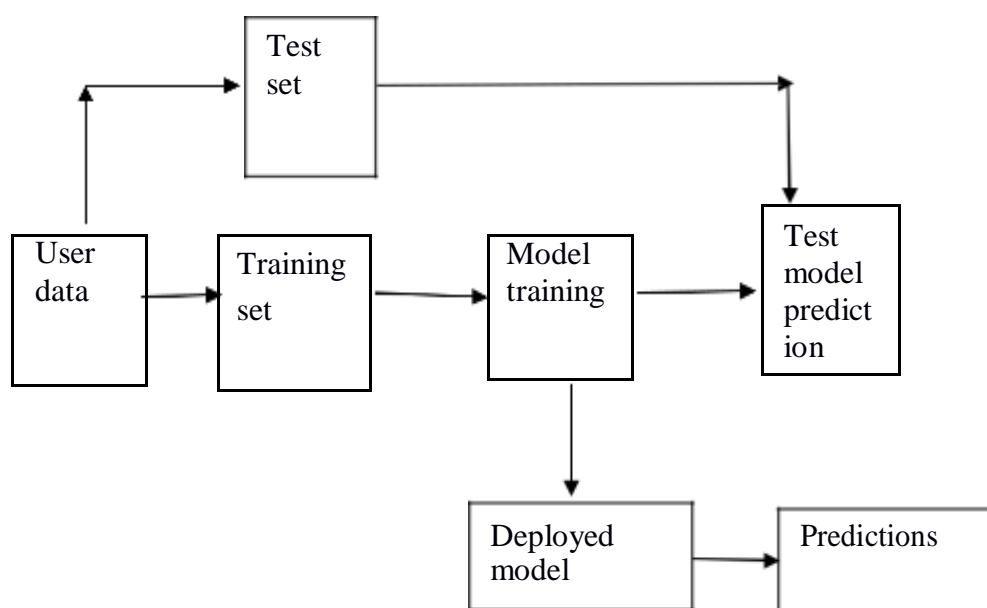 Test
set
User
data
Training
set
Model
training
Test
model
predict
ion
Deployed
model
Predictions